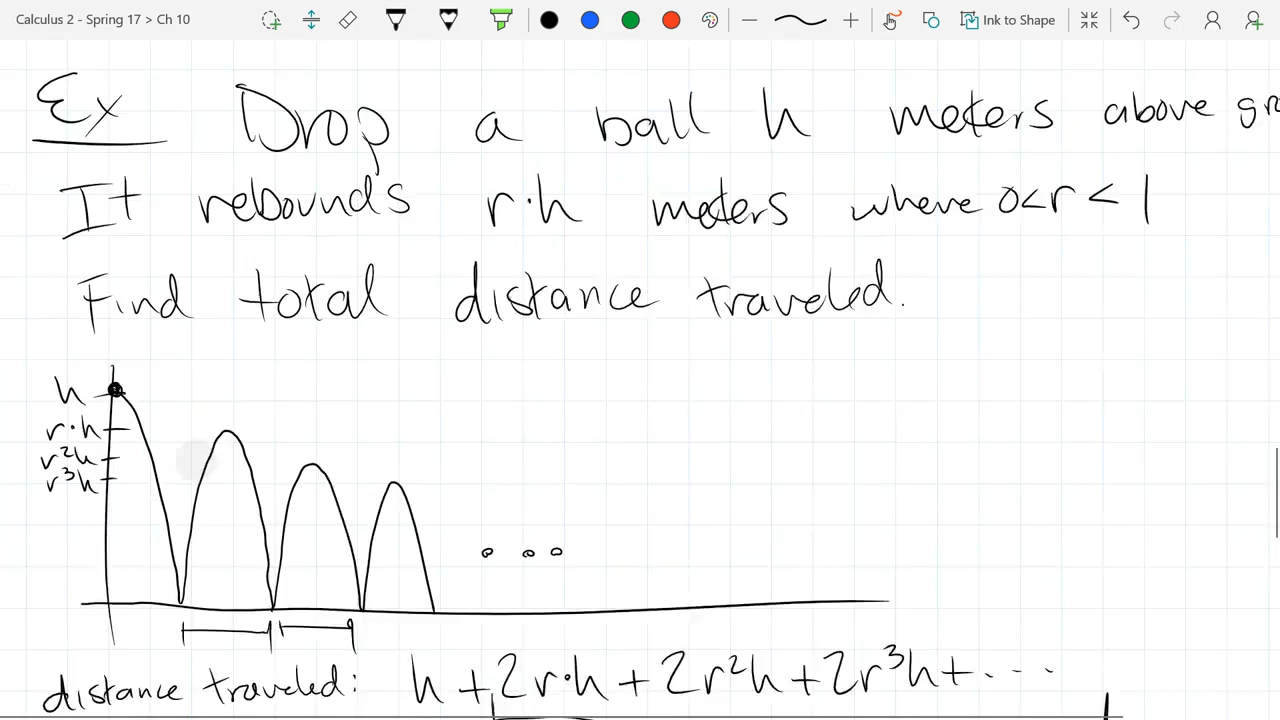 Calculus 2 - Spring 17 > Ch 10
Ink to Shape
Ex Drop a ball h meters above gro
It rebounds r·h meters where 0<r<1
Find total distance traveled.
h
r·h
r²h
r³h
distance traveled: h + 2r·h + 2r²h + 2r³h + ...